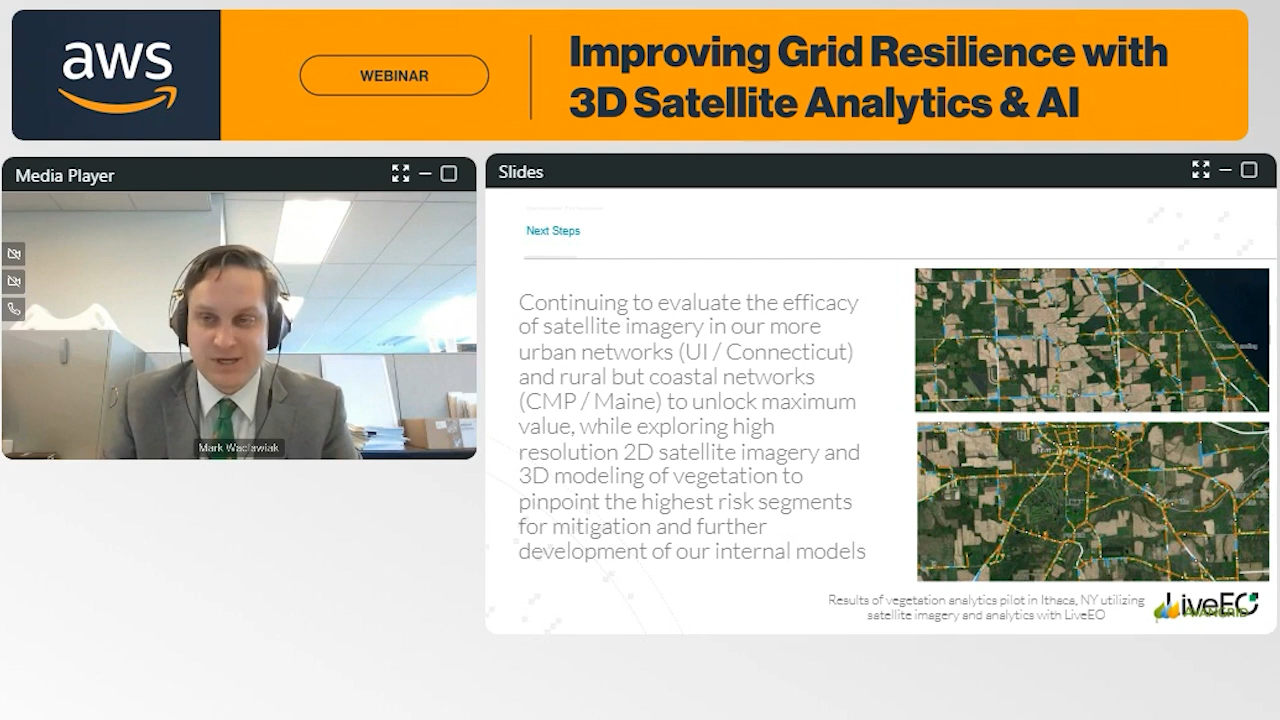 aws
WEBINAR
Improving Grid Resilience with
3D Satellite Analytics & AI
Media Player
Mark Waclawiak
Slides
Next Steps
Continuing to evaluate the efficacy
of satellite imagery in our more
urban networks (UI / Connecticut)
and rural but coastal networks
(CMP / Maine) to unlock maximum
value, while exploring high
resolution 2D satellite imagery and
3D modeling of vegetation to
pinpoint the highest risk segments
for mitigation and further
development of our internal models
Results of vegetation analytics pilot in Ithaca, NY utilizing
satellite imagery and analytics with LiveEO
LiveEO
AVANGRID